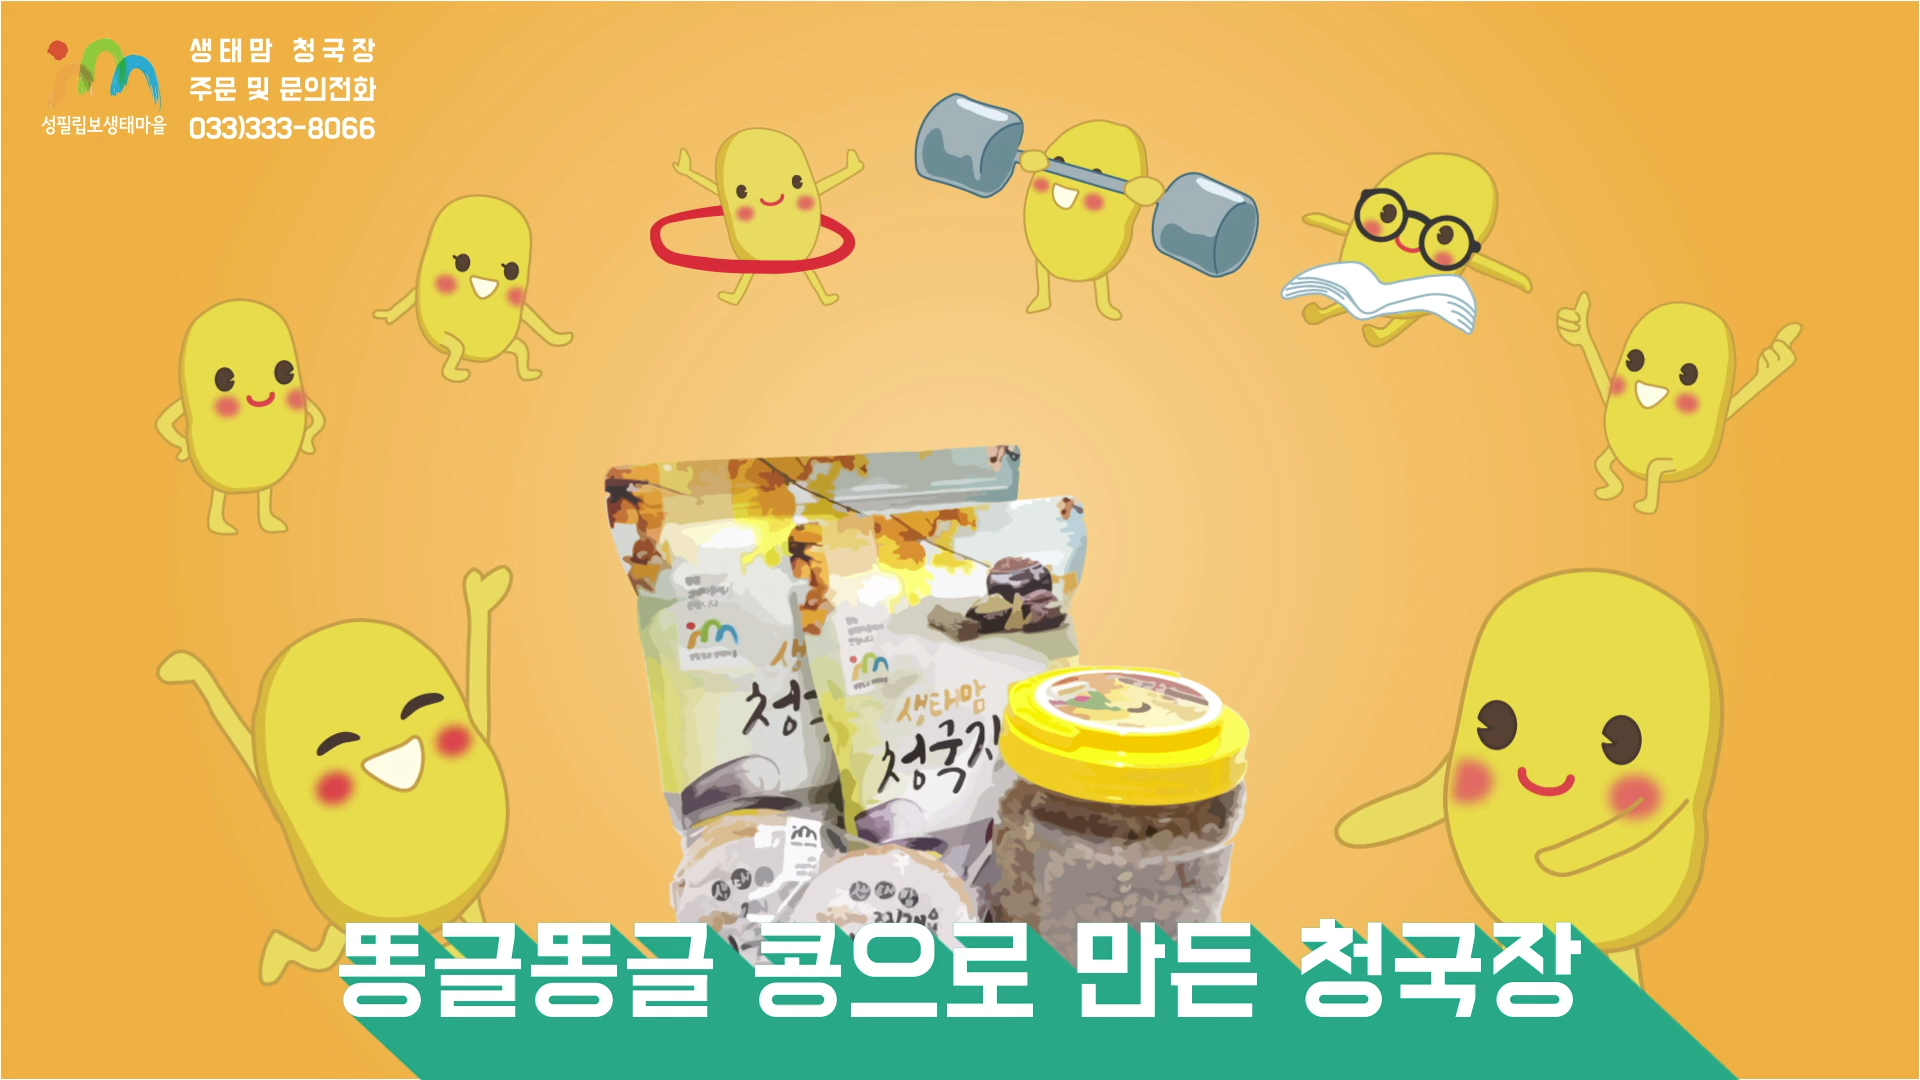 생태맘 청국장
주문 및 문의전화
033)333-8066
성필립보생태마을
생태맘
청국장
똥글똥글 콩으로 만든 청국장